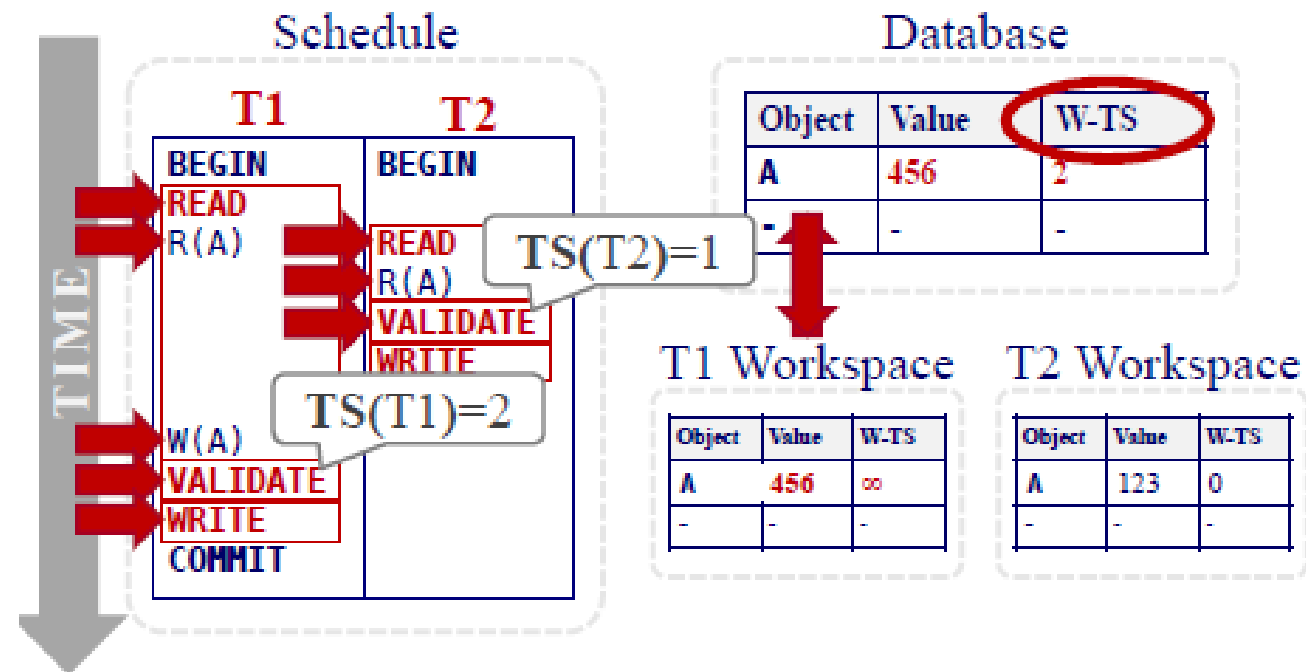 Schedule
Database
TIME
T1
T2
BEGIN
READ
R(A)
W(A)
VALIDATE
WRITE
COMMIT
BEGIN
READ
R(A)
VALIDATE
WRITE
TS(T2)=1
TS(T1)=2
Object Value W-TS
A 456 2
- - -
T1 Workspace
Object Value W-TS
A 456 ∞
- - -
T2 Workspace
Object Value W-TS
A 123 0
- - -